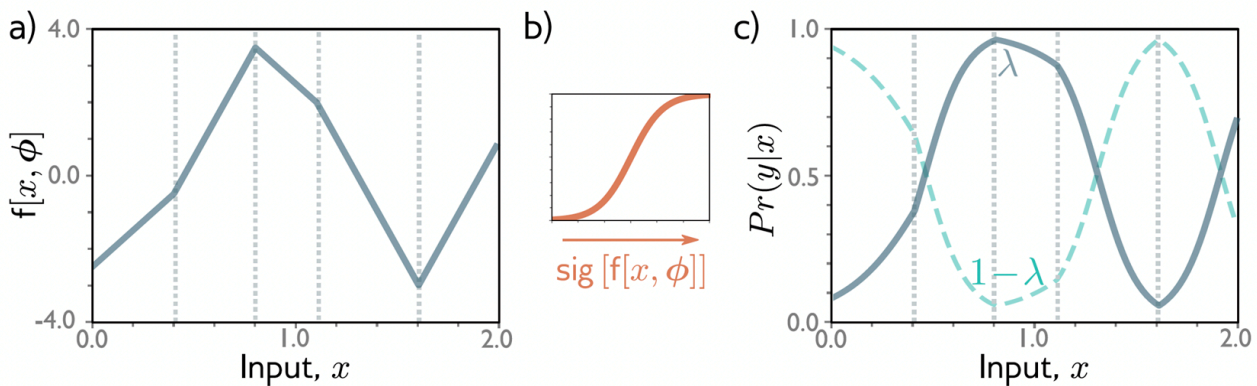 a)
4.0
0.0
-4.0
f[x, ϕ]
0.0 1.0 2.0
Input, x
b)
sig [f[x, ϕ]]
c)
1.0
0.5
0.0
Pr(y|x)
λ
1−λ
0.0 1.0 2.0
Input, x